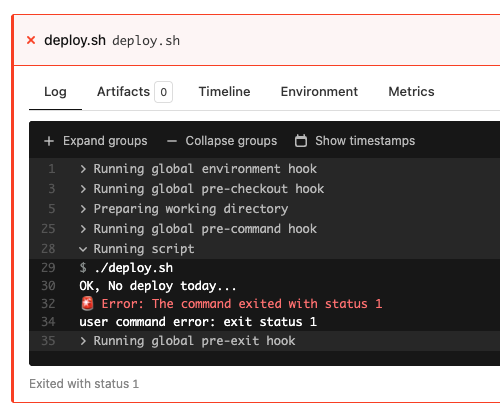 × deploy.sh deploy.sh
Log Artifacts 0 Timeline Environment Metrics
+ Expand groups − Collapse groups Show timestamps
1 > Running global environment hook
3 > Running global pre-checkout hook
5 > Preparing working directory
25 > Running global pre-command hook
28 Running script
29 $ ./deploy.sh
30 OK, No deploy today...
32 🚨 Error: The command exited with status 1
34 user command error: exit status 1
35 > Running global pre-exit hook
Exited with status 1